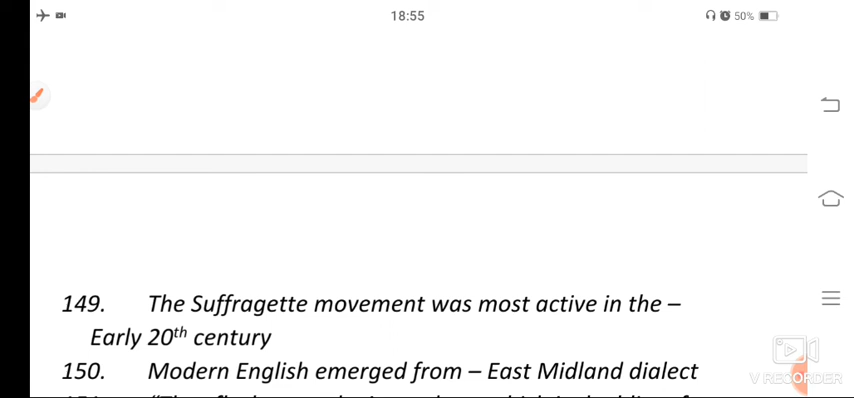 18:55
50%
149. The Suffragette movement was most active in the –
Early 20th century
150. Modern English emerged from – East Midland dialect
V RECORDER